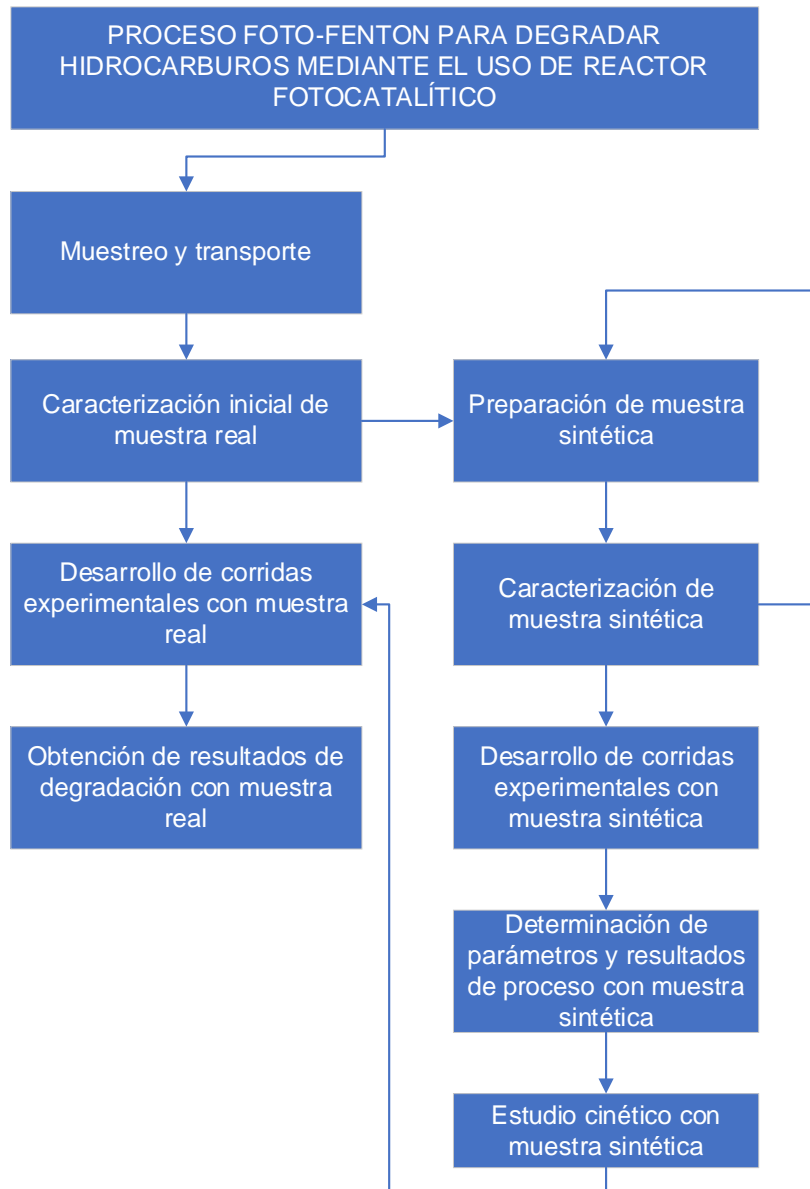 PROCESO FOTO-FENTON PARA DEGRADAR
HIDROCARBUROS MEDIANTE EL USO DE REACTOR
FOTOCATALÍTICO
Muestreo y transporte
Caracterización inicial de
muestra real
Preparación de muestra
sintética
Desarrollo de corridas
experimentales con muestra
real
Caracterización de
muestra sintética
Obtención de resultados de
degradación con muestra
real
Desarrollo de corridas
experimentales con
muestra sintética
Determinación de
parámetros y resultados
de proceso con muestra
sintética
Estudio cinético con
muestra sintética